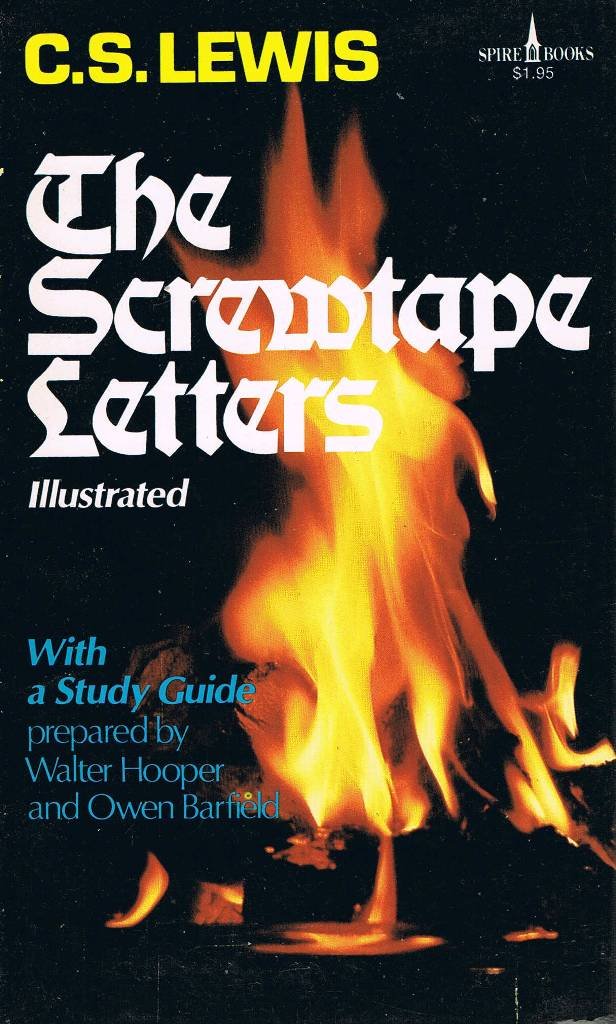 C.S. LEWIS
SPIRE BOOKS
$1.95
The
Screwtape
Letters
Illustrated
With
a Study Guide
prepared by
Walter Hooper
and Owen Barfield